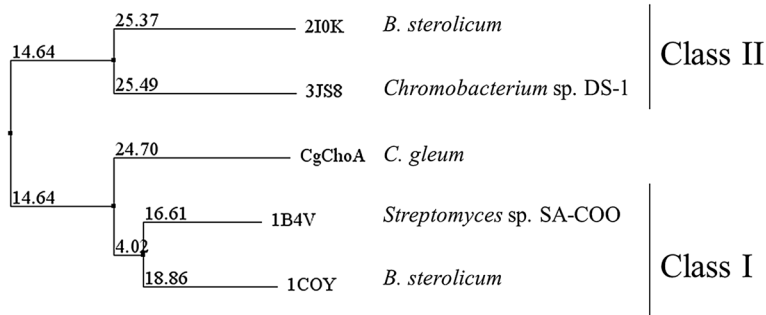 25.37 2I0K B. sterolicum
14.64 Class II
25.49 3JS8 Chromobacterium sp. DS-1
24.70 CgChoA C. gleum
14.64
16.61 1B4V Streptomyces sp. SA-COO
4.02 Class I
18.86 1COY B. sterolicum